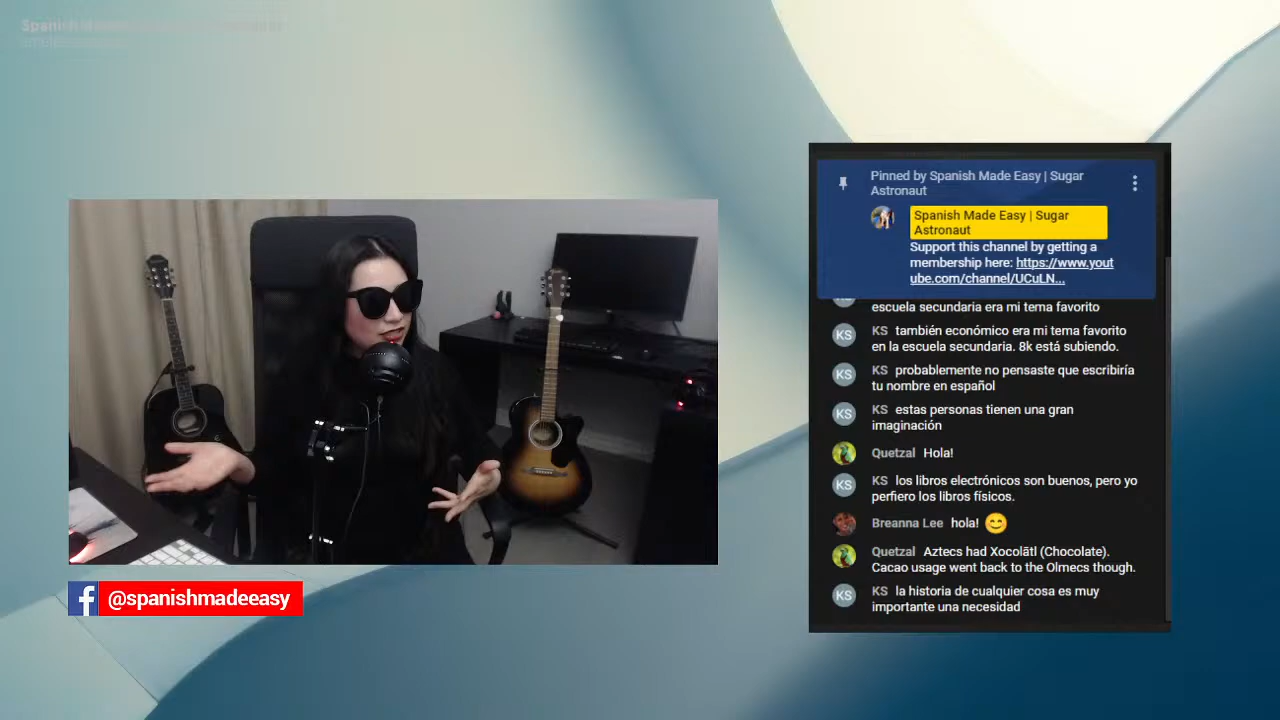 Pinned by Spanish Made Easy | Sugar
Astronaut
Spanish Made Easy | Sugar
Astronaut
Support this channel by getting a
membership here: https://www.yout
ube.com/channel/UCuLN...
escuela secundaria era mi tema favorito
KS también económico era mi tema favorito
en la escuela secundaria. 8k está subiendo.
KS probablemente no pensaste que escribiría
tu nombre en español
KS estas personas tienen una gran
imaginación
Quetzal Hola!
KS los libros electrónicos son buenos, pero yo
perfiero los libros físicos.
Breanna Lee hola! 😊
Quetzal Aztecs had Xocolātl (Chocolate).
Cacao usage went back to the Olmecs though.
KS la historia de cualquier cosa es muy
importante una necesidad
KS
KS
KS
KS
KS
f @spanishmadeeasy